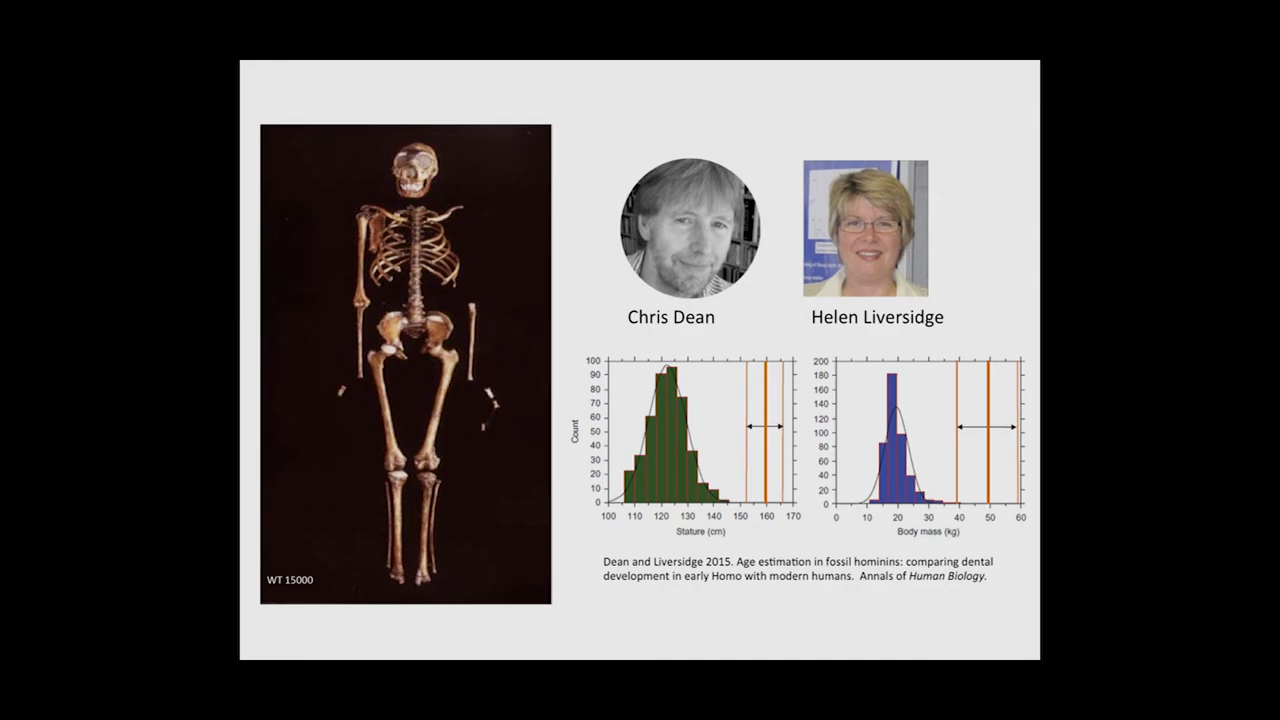 WT 15000
Chris Dean
Helen Liversidge
100
90
80
70
60
50
40
30
20
10
0
Count
100 110 120 130 140 150 160 170
Stature (cm)
200
180
160
140
120
100
80
60
40
20
0
0 10 20 30 40 50 60
Body mass (kg)
Dean and Liversidge 2015. Age estimation in fossil hominins: comparing dental
development in early Homo with modern humans. Annals of Human Biology.